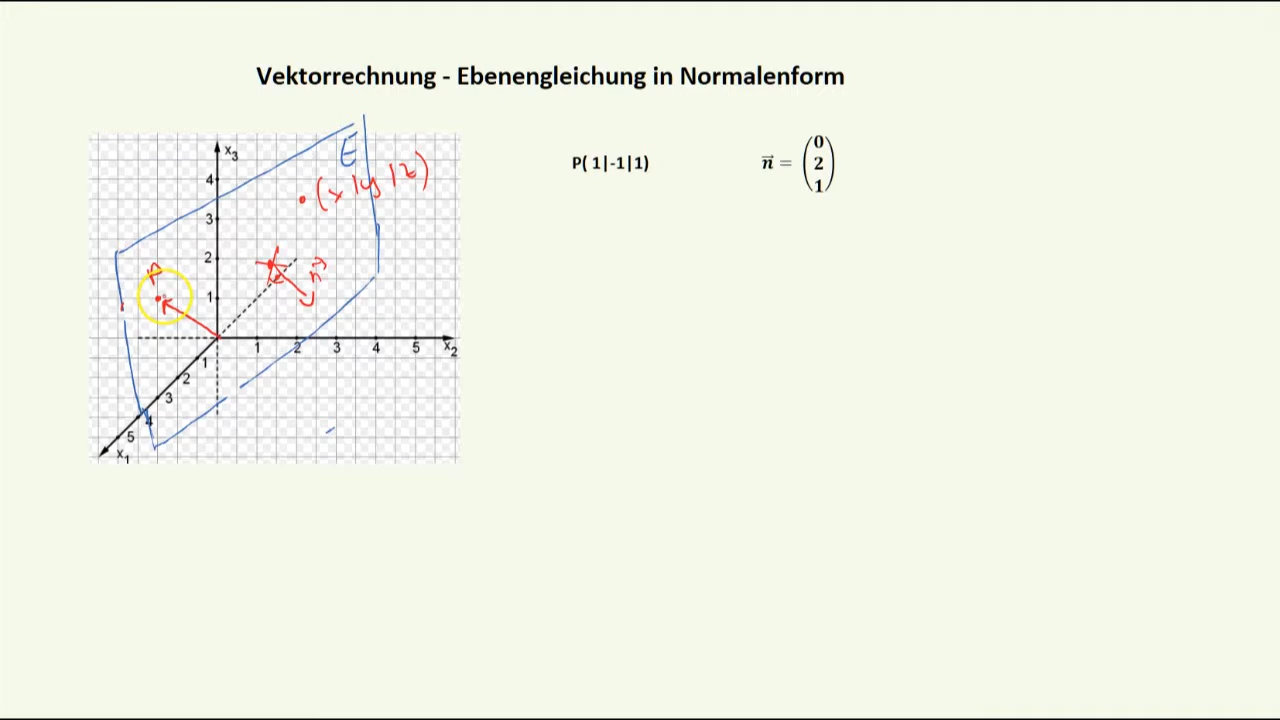 Vektorrechnung - Ebenengleichung in Normalenform
E
P( 1|-1|1)
n⃗ = (0 2 1)
x₃
(x|y|z)
4
3
2
1
n⃗
1 2 3 4 5 x₂
1
2
3
4
5
x₁